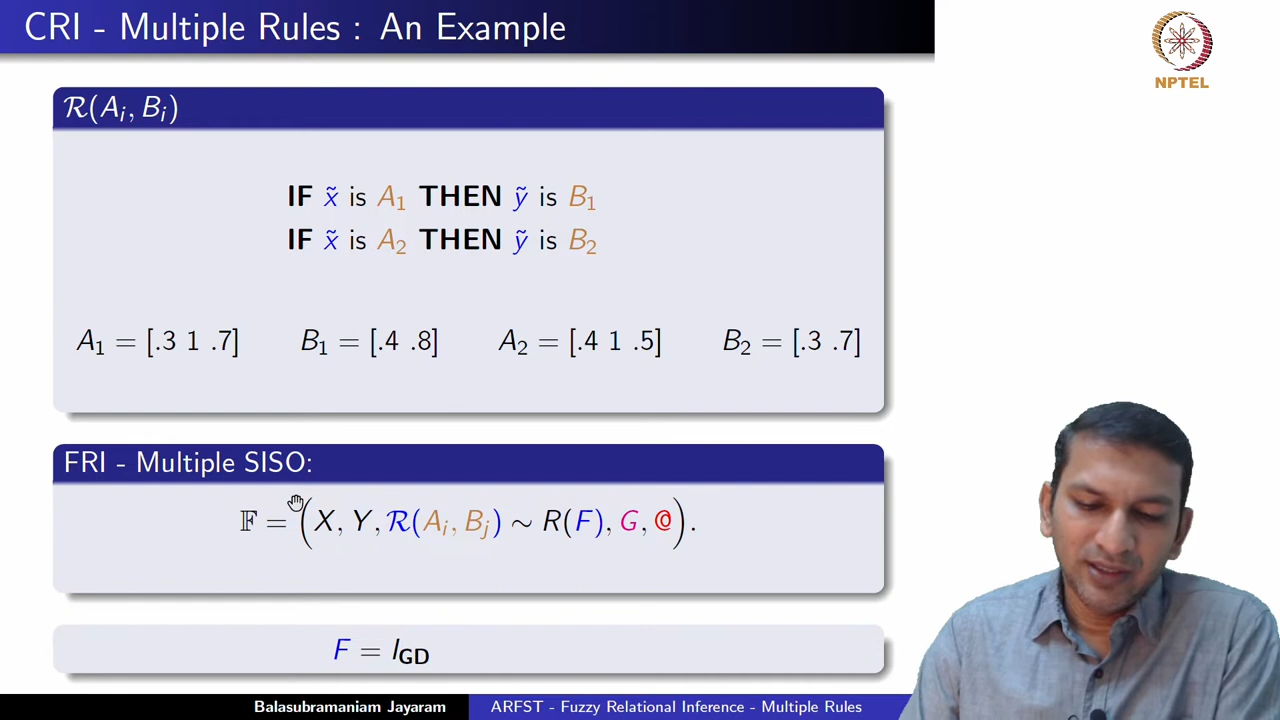 CRI - Multiple Rules : An Example
NPTEL
ℛ(Aᵢ, Bᵢ)
IF x̃ is A₁ THEN ỹ is B₁
IF x̃ is A₂ THEN ỹ is B₂
A₁ = [.3 1 .7] B₁ = [.4 .8] A₂ = [.4 1 .5] B₂ = [.3 .7]
FRI - Multiple SISO:
𝔽 = (X, Y, ℛ(Aᵢ, Bⱼ) ∼ R(F), G, @).
F = I_GD
Balasubramaniam Jayaram ARFST - Fuzzy Relational Inference - Multiple Rules